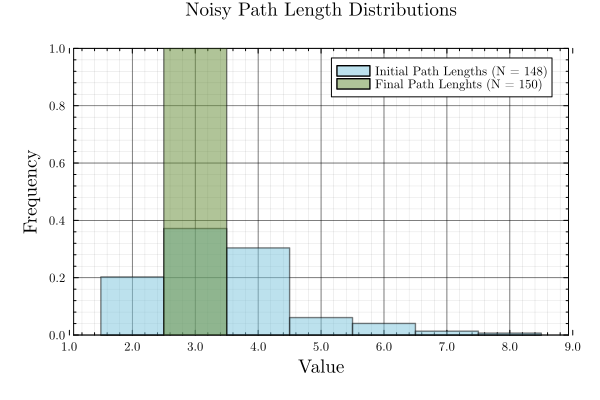 Noisy Path Length Distributions
Initial Path Lengths (N = 148)
Final Path Lenghts (N = 150)
Frequency
1.0
0.8
0.6
0.4
0.2
0.0
1.0 2.0 3.0 4.0 5.0 6.0 7.0 8.0 9.0
Value